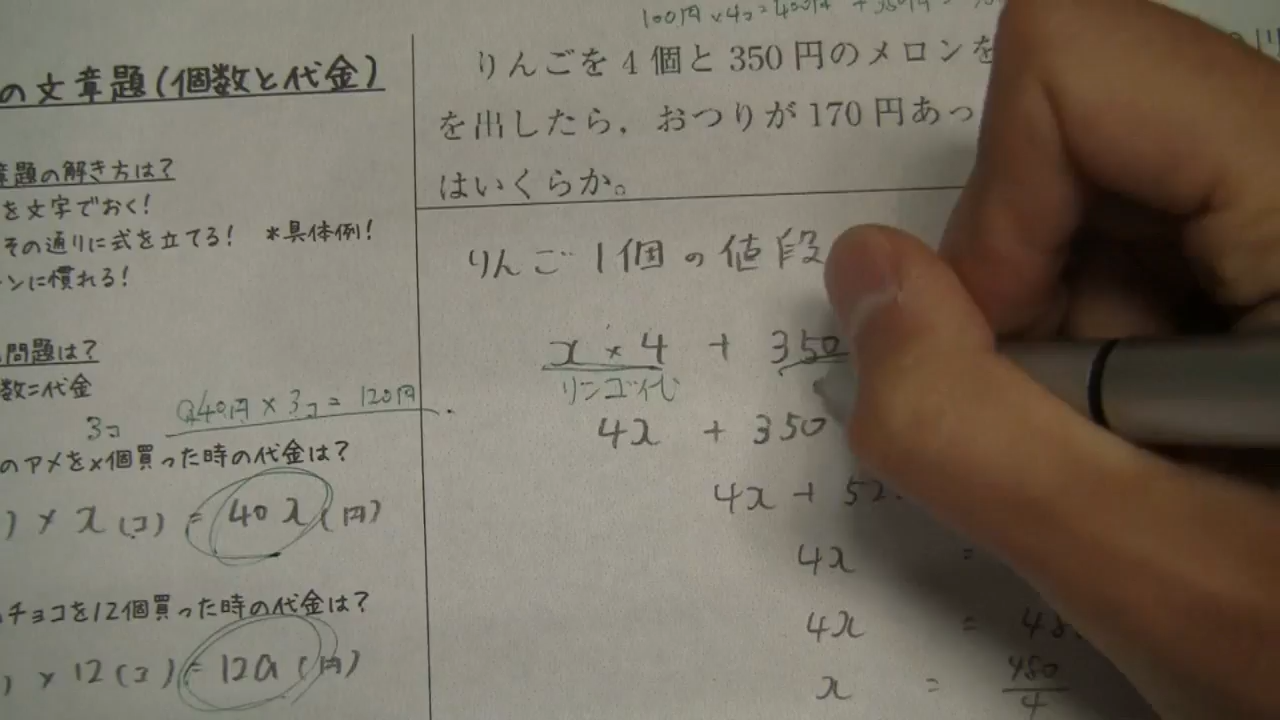 の文章題(個数と代金)
章題の解き方は?
を文字でおく!
その通りに式を立てる! *具体例!
ーンに慣れる!
問題は?
数=代金
3コ 40円×3コ=120円
のアメをx個買った時の代金は?
) × x (コ) = 40x (円)
チョコを12個買った時の代金は?
) × 12 (コ) = 12a (円)
100円×4コ=400円 + 350円 =
りんごを 4 個と 350 円のメロンを
を出したら,おつりが 170 円あっ
はいくらか。
りんご1個の値段
x × 4 + 350
リンゴ代
4x + 350
4x + 52
4x =
4x = 48
x = 480/4